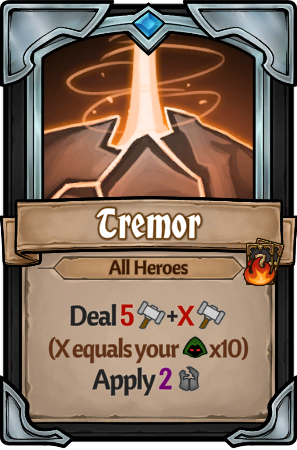 Tremor
All Heroes
Deal 5 +X
(X equals your x10)
Apply 2